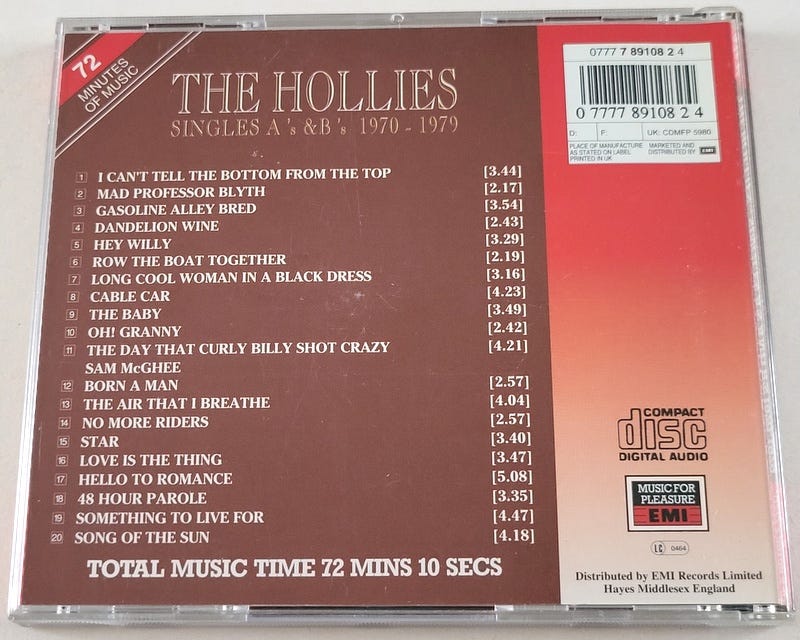 72
MINUTES
OF MUSIC
THE HOLLIES
SINGLES A's &B's 1970 - 1979
1 I CAN'T TELL THE BOTTOM FROM THE TOP [3.44]
2 MAD PROFESSOR BLYTH [2.17]
3 GASOLINE ALLEY BRED [3.54]
4 DANDELION WINE [2.43]
5 HEY WILLY [3.29]
6 ROW THE BOAT TOGETHER [2.19]
7 LONG COOL WOMAN IN A BLACK DRESS [3.16]
8 CABLE CAR [4.23]
9 THE BABY [3.49]
10 OH! GRANNY [2.42]
11 THE DAY THAT CURLY BILLY SHOT CRAZY [4.21]
SAM McGHEE
12 BORN A MAN [2.57]
13 THE AIR THAT I BREATHE [4.04]
14 NO MORE RIDERS [2.57]
15 STAR [3.40]
16 LOVE IS THE THING [3.47]
17 HELLO TO ROMANCE [5.08]
18 48 HOUR PAROLE [3.35]
19 SOMETHING TO LIVE FOR [4.47]
20 SONG OF THE SUN [4.18]
TOTAL MUSIC TIME 72 MINS 10 SECS
0777 7 89108 2 4
0 7777 89108 2 4
D: F: UK: CDMFP 5980
PLACE OF MANUFACTURE
AS STATED ON LABEL
PRINTED IN UK
MARKETED AND
DISTRIBUTED BY EMI
COMPACT
disc
DIGITAL AUDIO
MUSIC FOR
PLEASURE
EMI
LC 0464
Distributed by EMI Records Limited
Hayes Middlesex England